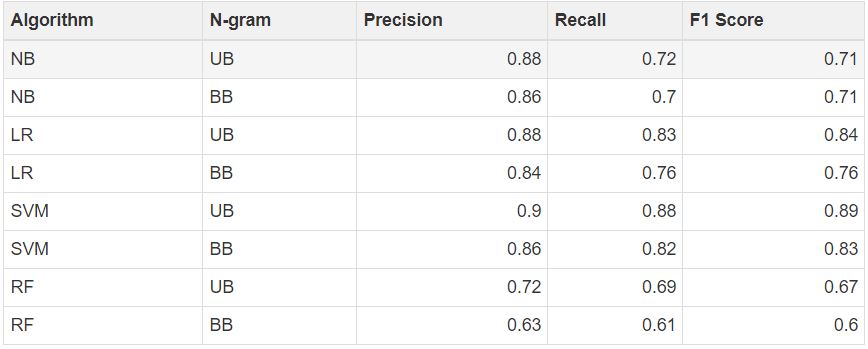 Algorithm N-gram Precision Recall F1 Score
NB UB 0.88 0.72 0.71
NB BB 0.86 0.7 0.71
LR UB 0.88 0.83 0.84
LR BB 0.84 0.76 0.76
SVM UB 0.9 0.88 0.89
SVM BB 0.86 0.82 0.83
RF UB 0.72 0.69 0.67
RF BB 0.63 0.61 0.6